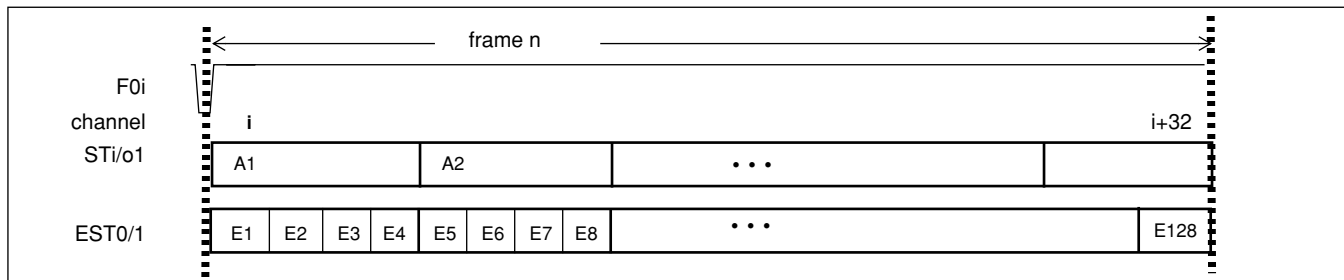 frame n
F0i
channel i i+32
STi/o1 A1 A2 • • •
EST0/1 E1 E2 E3 E4 E5 E6 E7 E8 • • • E128